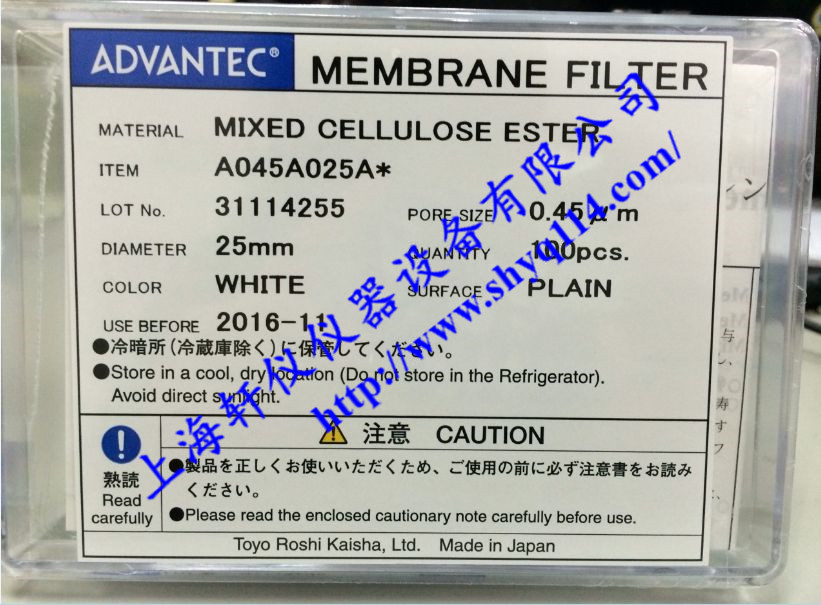 ADVANTEC® MEMBRANE FILTER
MATERIAL MIXED CELLULOSE ESTER
ITEM A045A025A*
LOT No. 31114255 PORE SIZE 0.45μm
DIAMETER 25mm QUANTITY 100pcs.
COLOR WHITE SURFACE PLAIN
USE BEFORE 2016-11
●冷暗所(冷蔵庫除く)に保管してください。
●Store in a cool, dry location (Do not store in the Refrigerator).
Avoid direct sunlight.
注意 CAUTION
熟読
Read
carefully
●製品を正しくお使いいただくため、ご使用の前に必ず注意書をお読み
ください。
●Please read the enclosed cautionary note carefully before use.
Toyo Roshi Kaisha, Ltd. Made in Japan
上海轩仪仪器设备有限公司
http://www.shyq114.com/